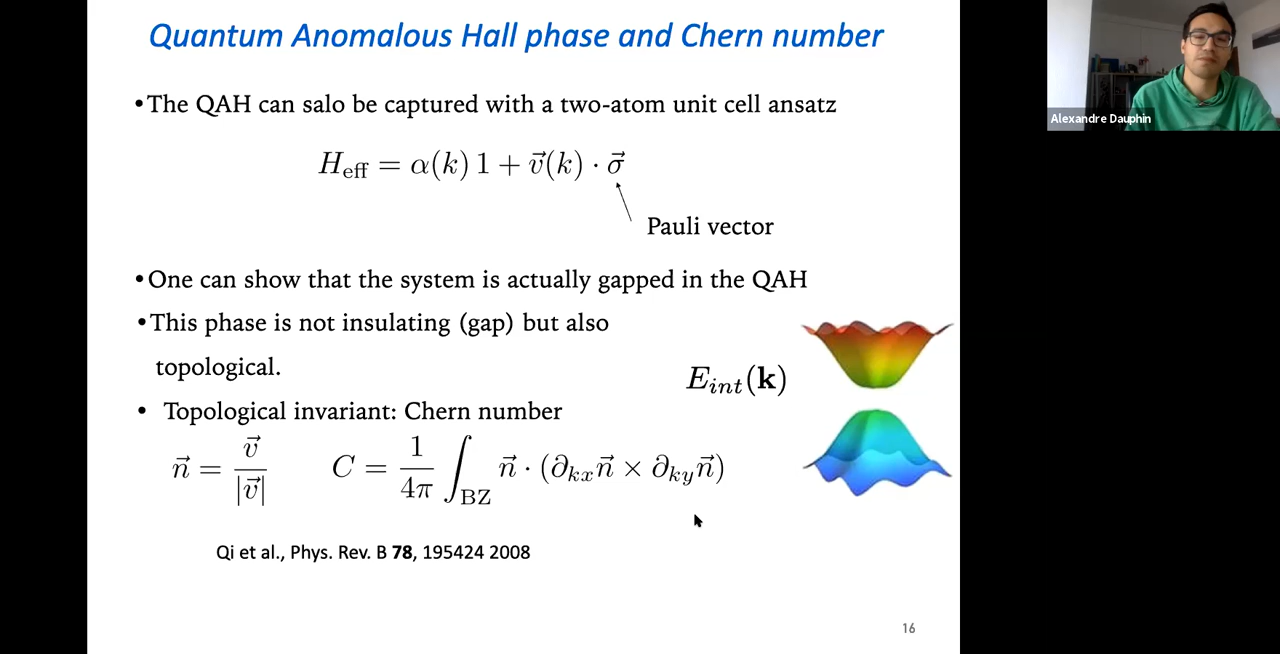 Quantum Anomalous Hall phase and Chern number
•The QAH can salo be captured with a two-atom unit cell ansatz
H_eff = α(k) 1 + v⃗(k) · σ⃗
Pauli vector
•One can show that the system is actually gapped in the QAH
•This phase is not insulating (gap) but also
topological.
E_int(k)
• Topological invariant: Chern number
n⃗ = v⃗/|v⃗| C = 1/4π ∫_BZ n⃗ · (∂_kx n⃗ × ∂_ky n⃗)
Qi et al., Phys. Rev. B 78, 195424 2008
16
Alexandre Dauphin